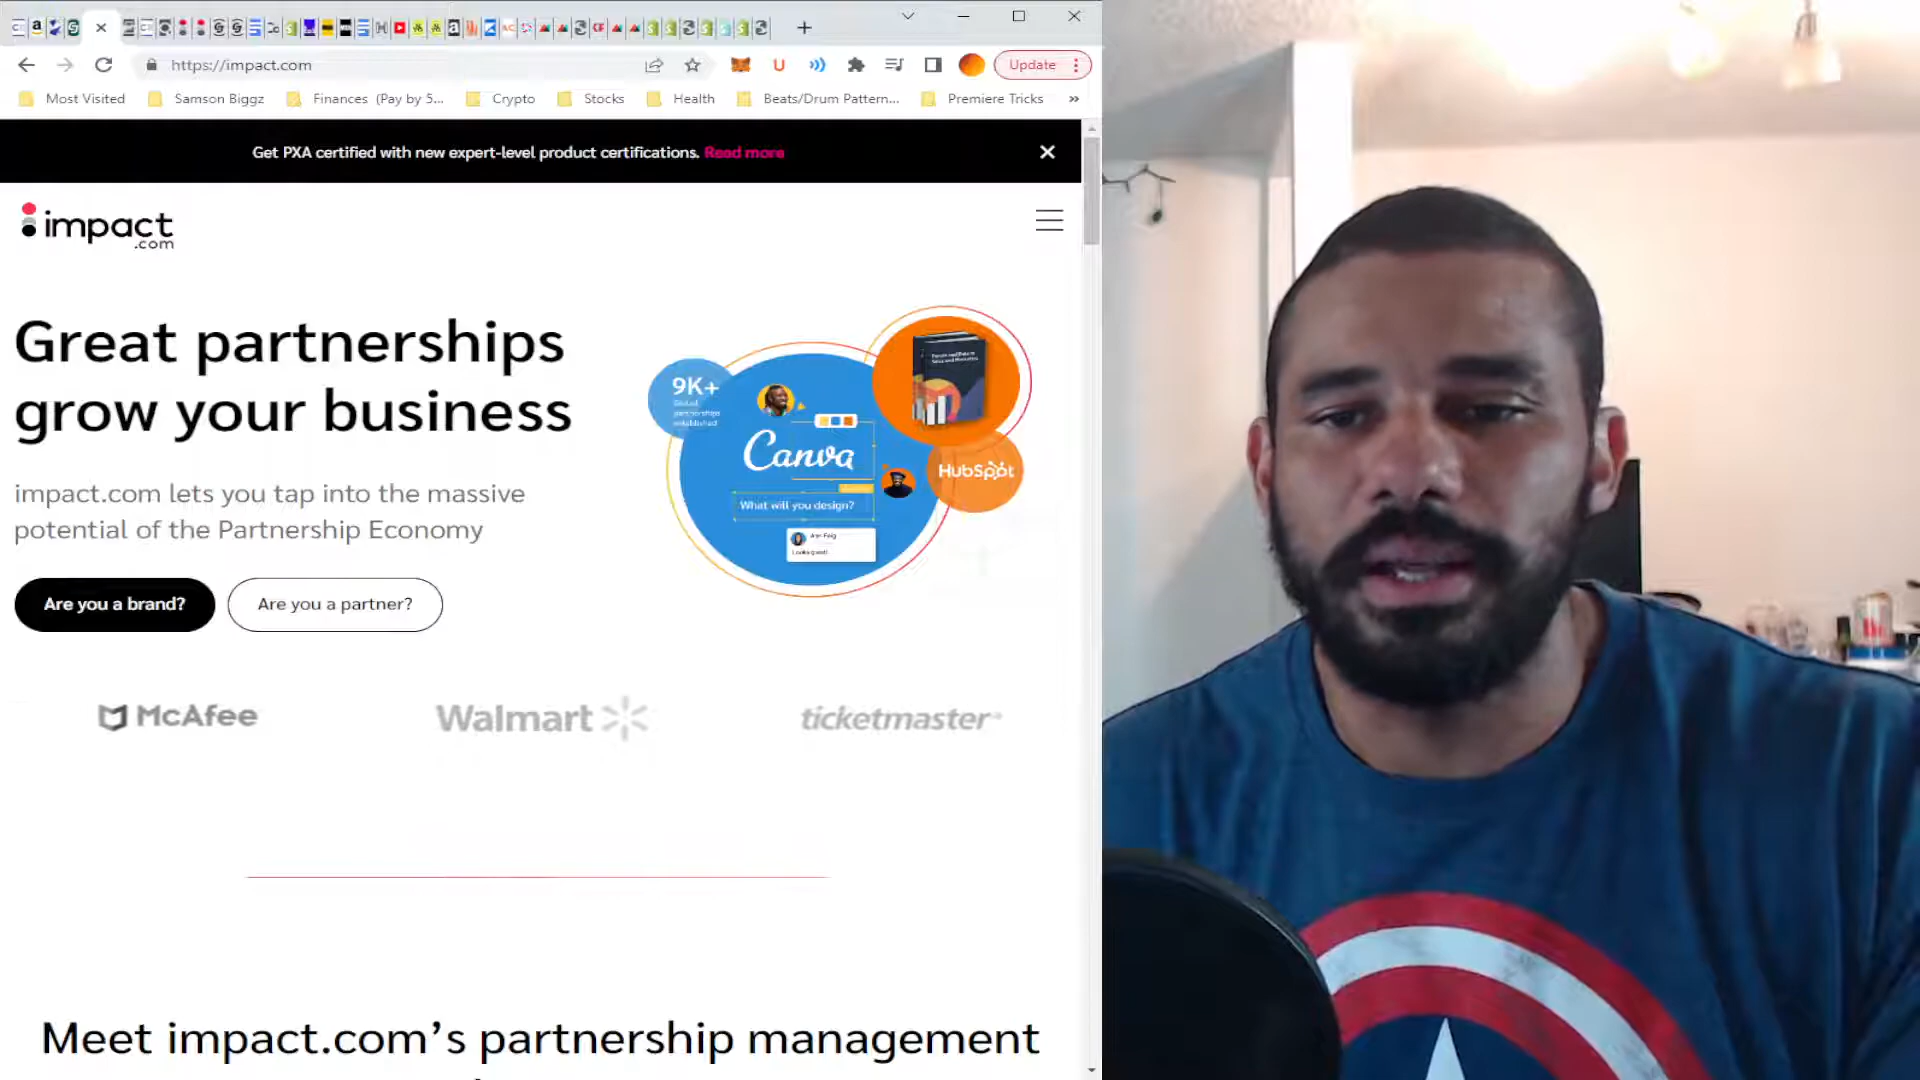 https://impact.com
Update
Most Visited
Samson Biggz
Finances (Pay by 5...
Crypto
Stocks
Health
Beats/Drum Pattern...
Premiere Tricks
»
Get PXA certified with new expert-level product certifications. Read more
impact
.com
Great partnerships
grow your business
impact.com lets you tap into the massive
potential of the Partnership Economy
Are you a brand?
Are you a partner?
9K+
Global
partnerships
established
Canva
What will you design?
HubSpot
McAfee
Walmart
ticketmaster
Meet impact.com’s partnership management